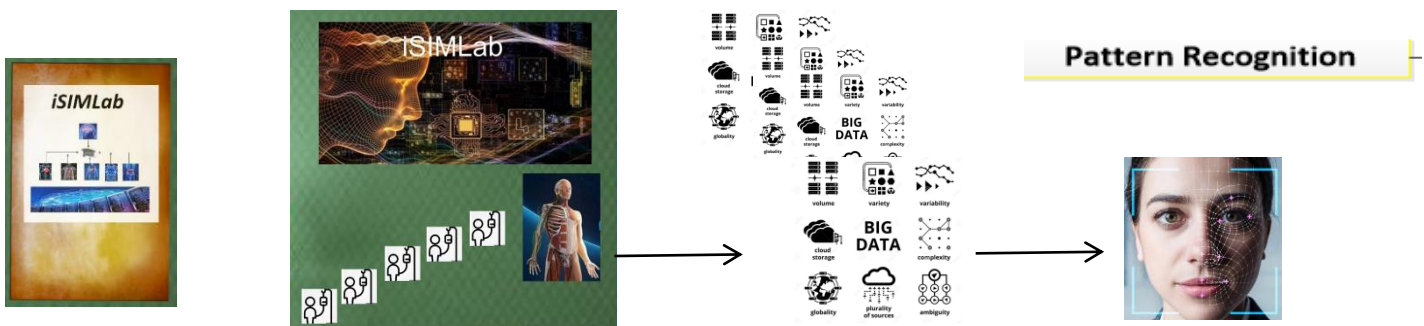 iSIMLab
iSIMLab
volume
cloud
storage
globality
volume
cloud
storage
globality
volume
variety
variability
cloud
storage
BIG
DATA
complexity
volume
variety
variability
cloud
storage
BIG
DATA
complexity
globality
plurality
of sources
ambiguity
Pattern Recognition